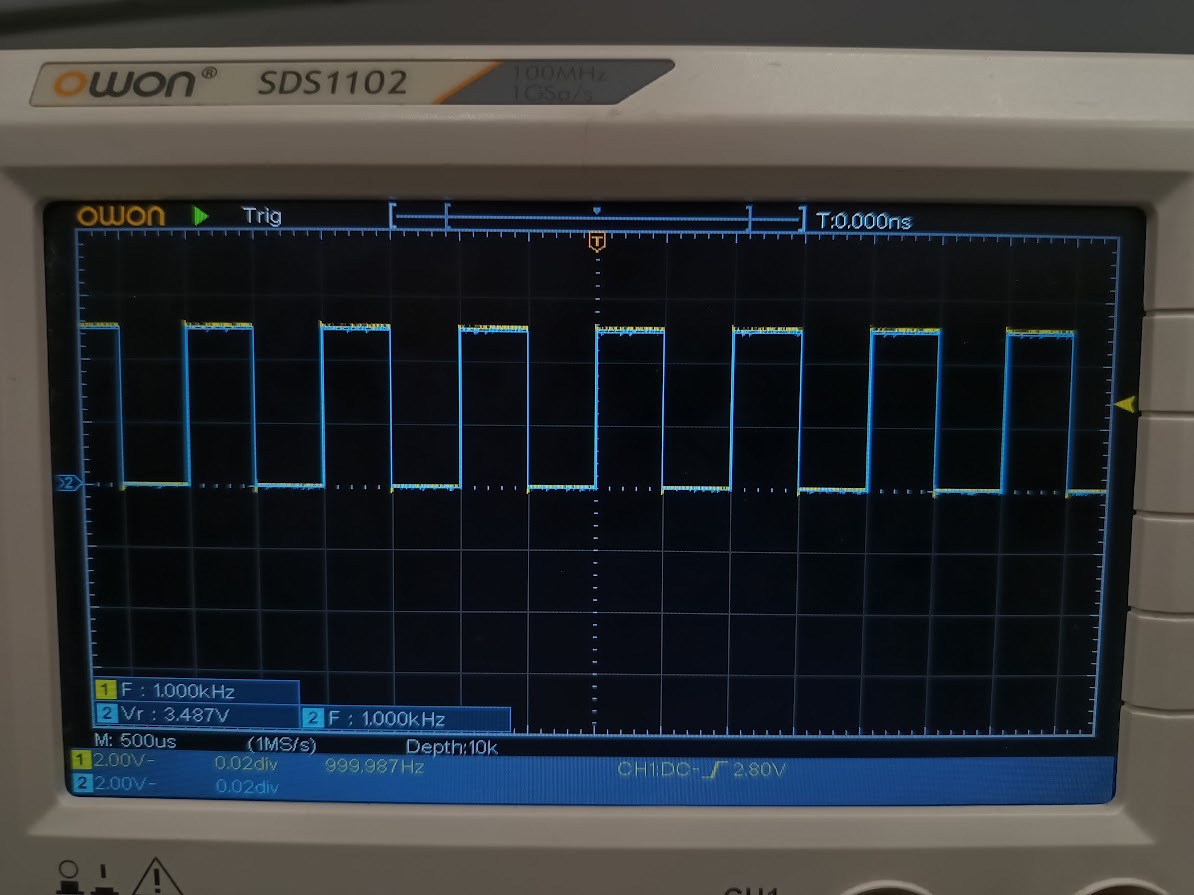 OWON® SDS1102 100MHz
1GSa/s
OWON Trig T:0.000ns
T
2
1 F : 1.000kHz
2 Vr : 3.487V 2 F : 1.000kHz
M: 500us (1MS/s) Depth:10k
1 2.00V- 0.02div 999.987Hz CH1:DC- 2.80V
2 2.00V- 0.02div